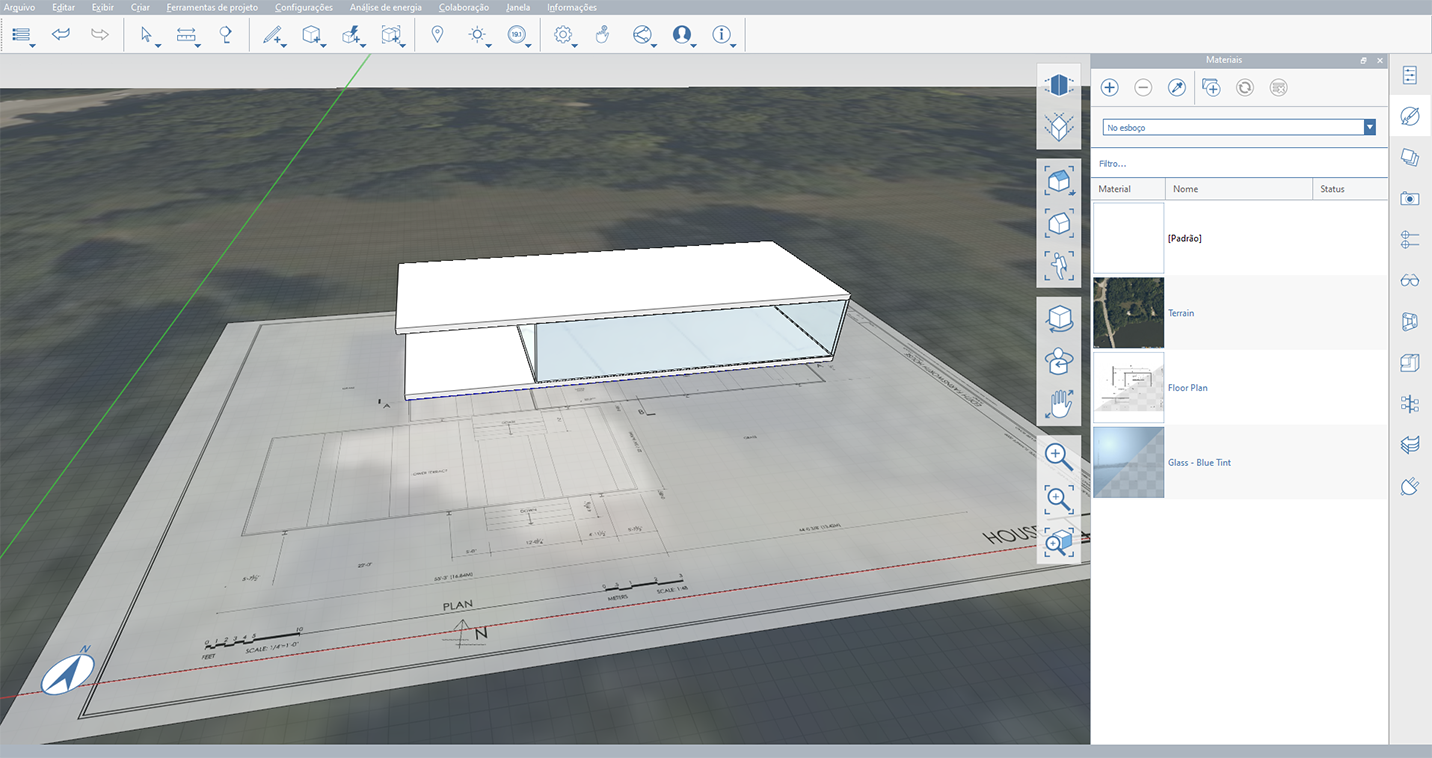 Arquivo Editar Exibir Criar Ferramentas de projeto Configurações Análise de energia Colaboração Janela Informações
191
Materiais
No esboço
Filtro...
Material Nome Status
[Padrão]
Terrain
Floor Plan
Glass - Blue Tint
A
B
HOUSE
PLAN
N
METERS
SCALE: 1:48
FEET
SCALE: 1/4"=1'-0"
N